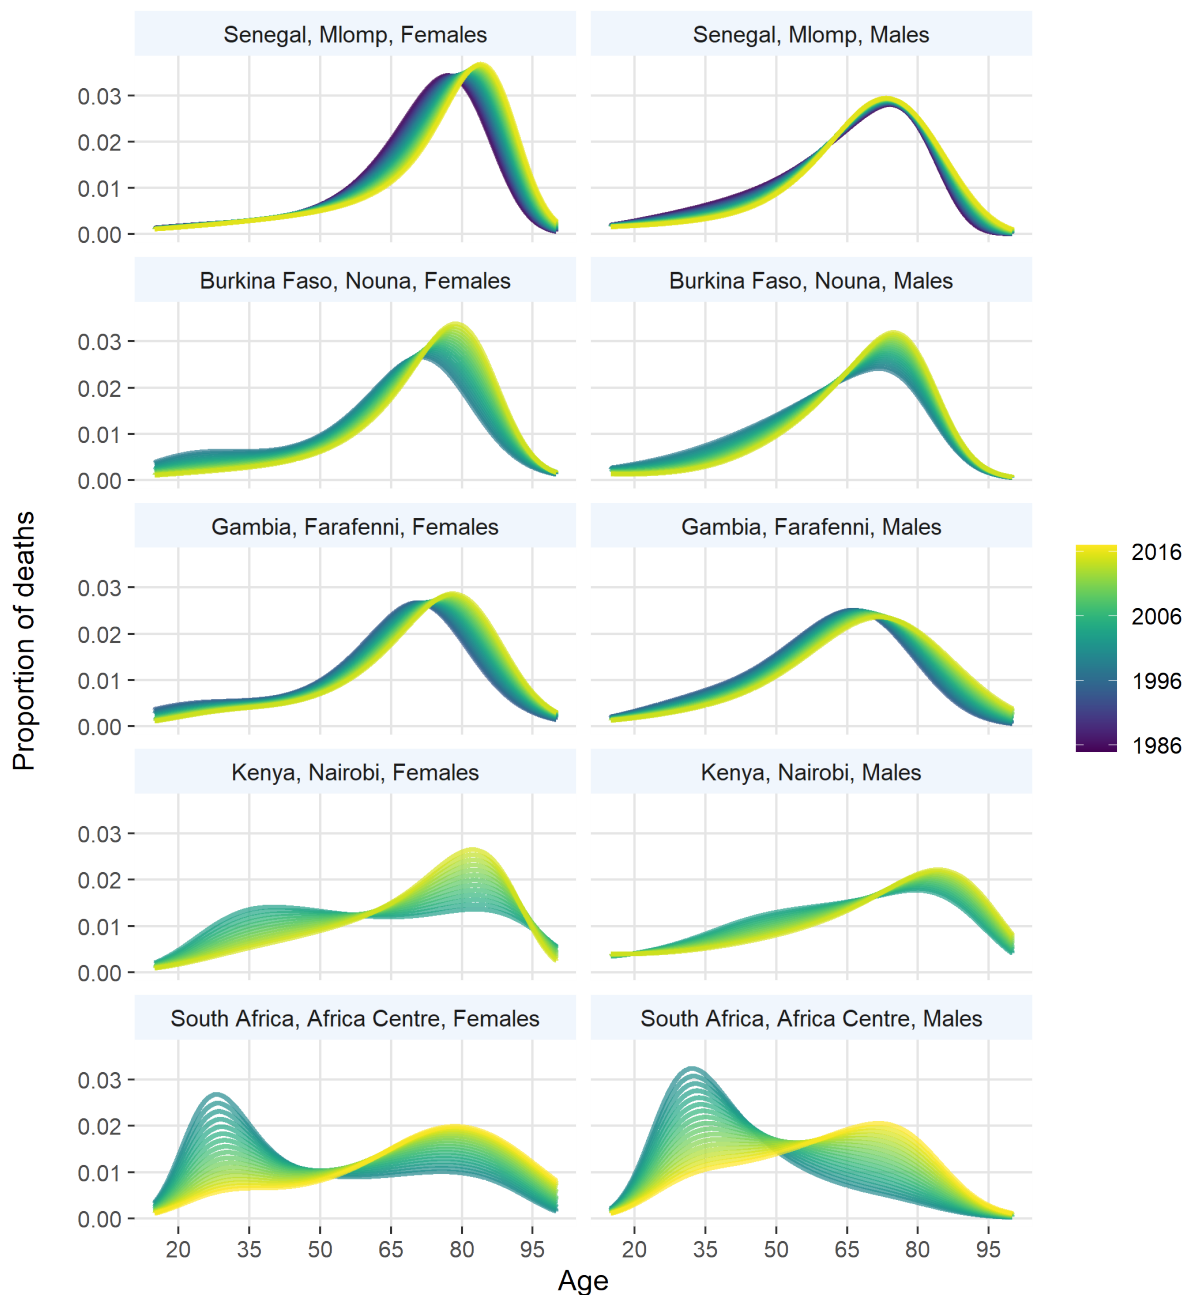 Senegal, Mlomp, Females
Senegal, Mlomp, Males
0.03
0.02
0.01
0.00
Burkina Faso, Nouna, Females
Burkina Faso, Nouna, Males
0.03
0.02
0.01
0.00
Gambia, Farafenni, Females
Gambia, Farafenni, Males
0.03
0.02
0.01
0.00
Kenya, Nairobi, Females
Kenya, Nairobi, Males
0.03
0.02
0.01
0.00
South Africa, Africa Centre, Females
South Africa, Africa Centre, Males
0.03
0.02
0.01
0.00
20 35 50 65 80 95
20 35 50 65 80 95
Age
Proportion of deaths
2016
2006
1996
1986